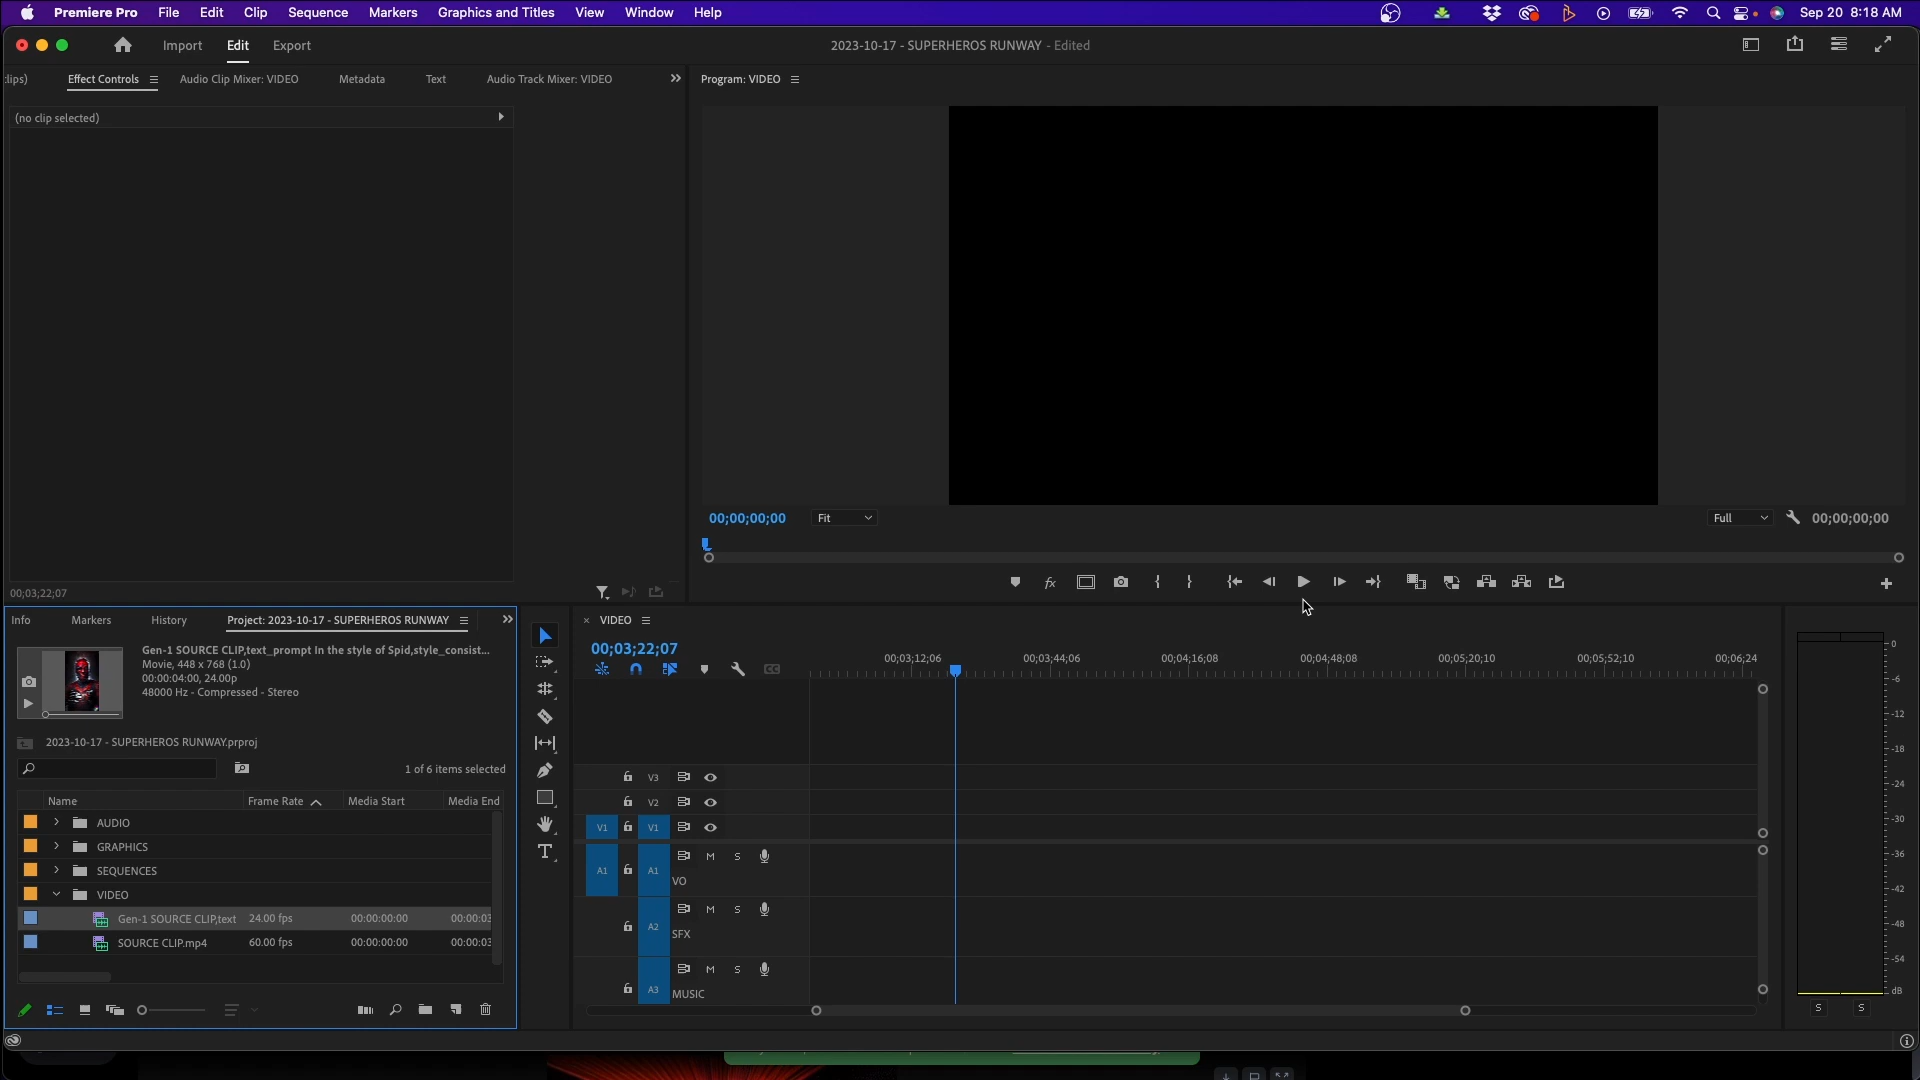 Premiere Pro File Edit Clip Sequence Markers Graphics and Titles View Window Help Sep 20 8:18 AM
Import Edit Export 2023-10-17 - SUPERHEROS RUNWAY - Edited
:lips) Effect Controls Audio Clip Mixer: VIDEO Metadata Text Audio Track Mixer: VIDEO Program: VIDEO
(no clip selected)
00;00;00;00 Fit Full 00;00;00;00
fx
00;03;22;07
Info Markers History Project: 2023-10-17 - SUPERHEROS RUNWAY
Gen-1 SOURCE CLIP,text_prompt In the style of Spid,style_consist...
Movie, 448 x 768 (1.0)
00:00:04:00, 24.00p
48000 Hz - Compressed - Stereo
2023-10-17 - SUPERHEROS RUNWAY.prproj
1 of 6 items selected
Name Frame Rate Media Start Media End
AUDIO
GRAPHICS
SEQUENCES
VIDEO
Gen-1 SOURCE CLIP,text 24.00 fps 00:00:00:00 00:00:03
SOURCE CLIP.mp4 60.00 fps 00:00:00:00 00:00:03
T
VIDEO
00;03;22;07
CC
00;03;12;06 00;03;44;06 00;04;16;08 00;04;48;08 00;05;20;10 00;05;52;10 00;06;24
V3
V2
V1 V1
A1 A1 M S
VO
A2 M S
SFX
A3 M S
MUSIC
0
-6
-12
-18
-24
-30
-36
-42
-48
-54
dB
S S